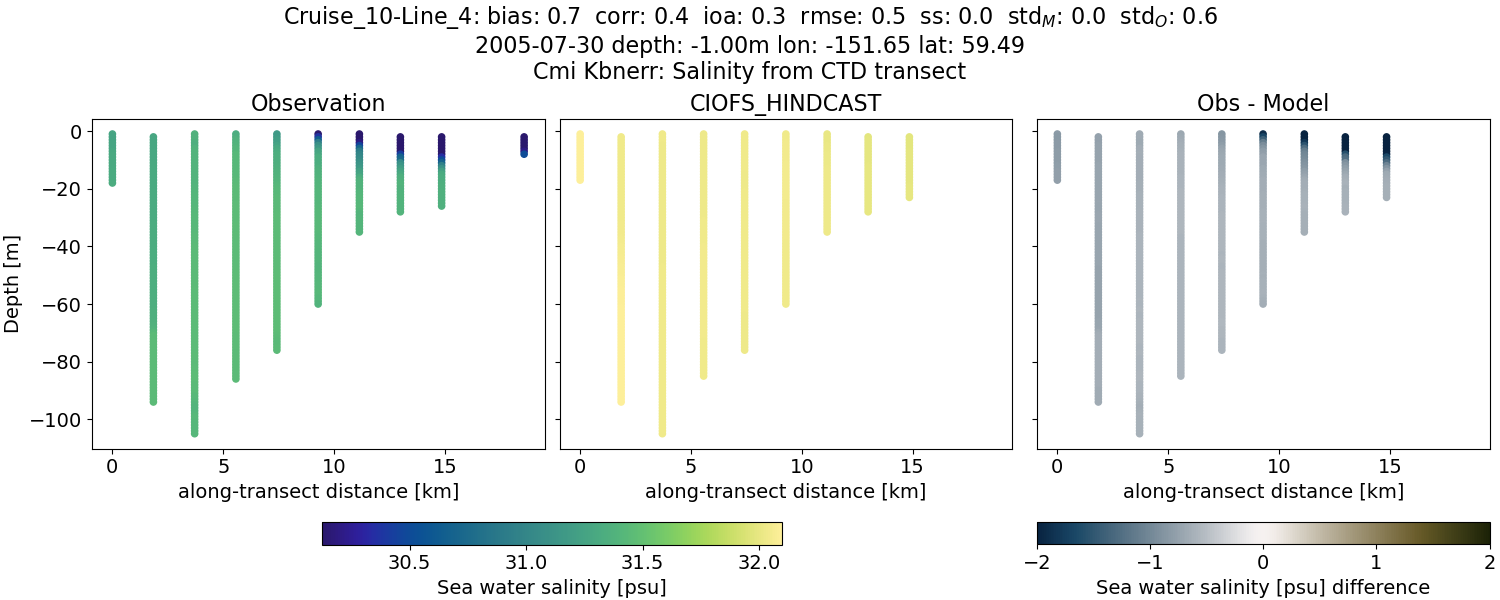 Cruise_10-Line_4: bias: 0.7 corr: 0.4 ioa: 0.3 rmse: 0.5 ss: 0.0 std_M: 0.0 std_O: 0.6
2005-07-30 depth: -1.00m lon: -151.65 lat: 59.49
Cmi Kbnerr: Salinity from CTD transect
Observation
CIOFS_HINDCAST
Obs - Model
Depth [m]
0
−20
−40
−60
−80
−100
0 5 10 15
0 5 10 15
0 5 10 15
along-transect distance [km]
along-transect distance [km]
along-transect distance [km]
30.5 31.0 31.5 32.0
Sea water salinity [psu]
−2 −1 0 1 2
Sea water salinity [psu] difference